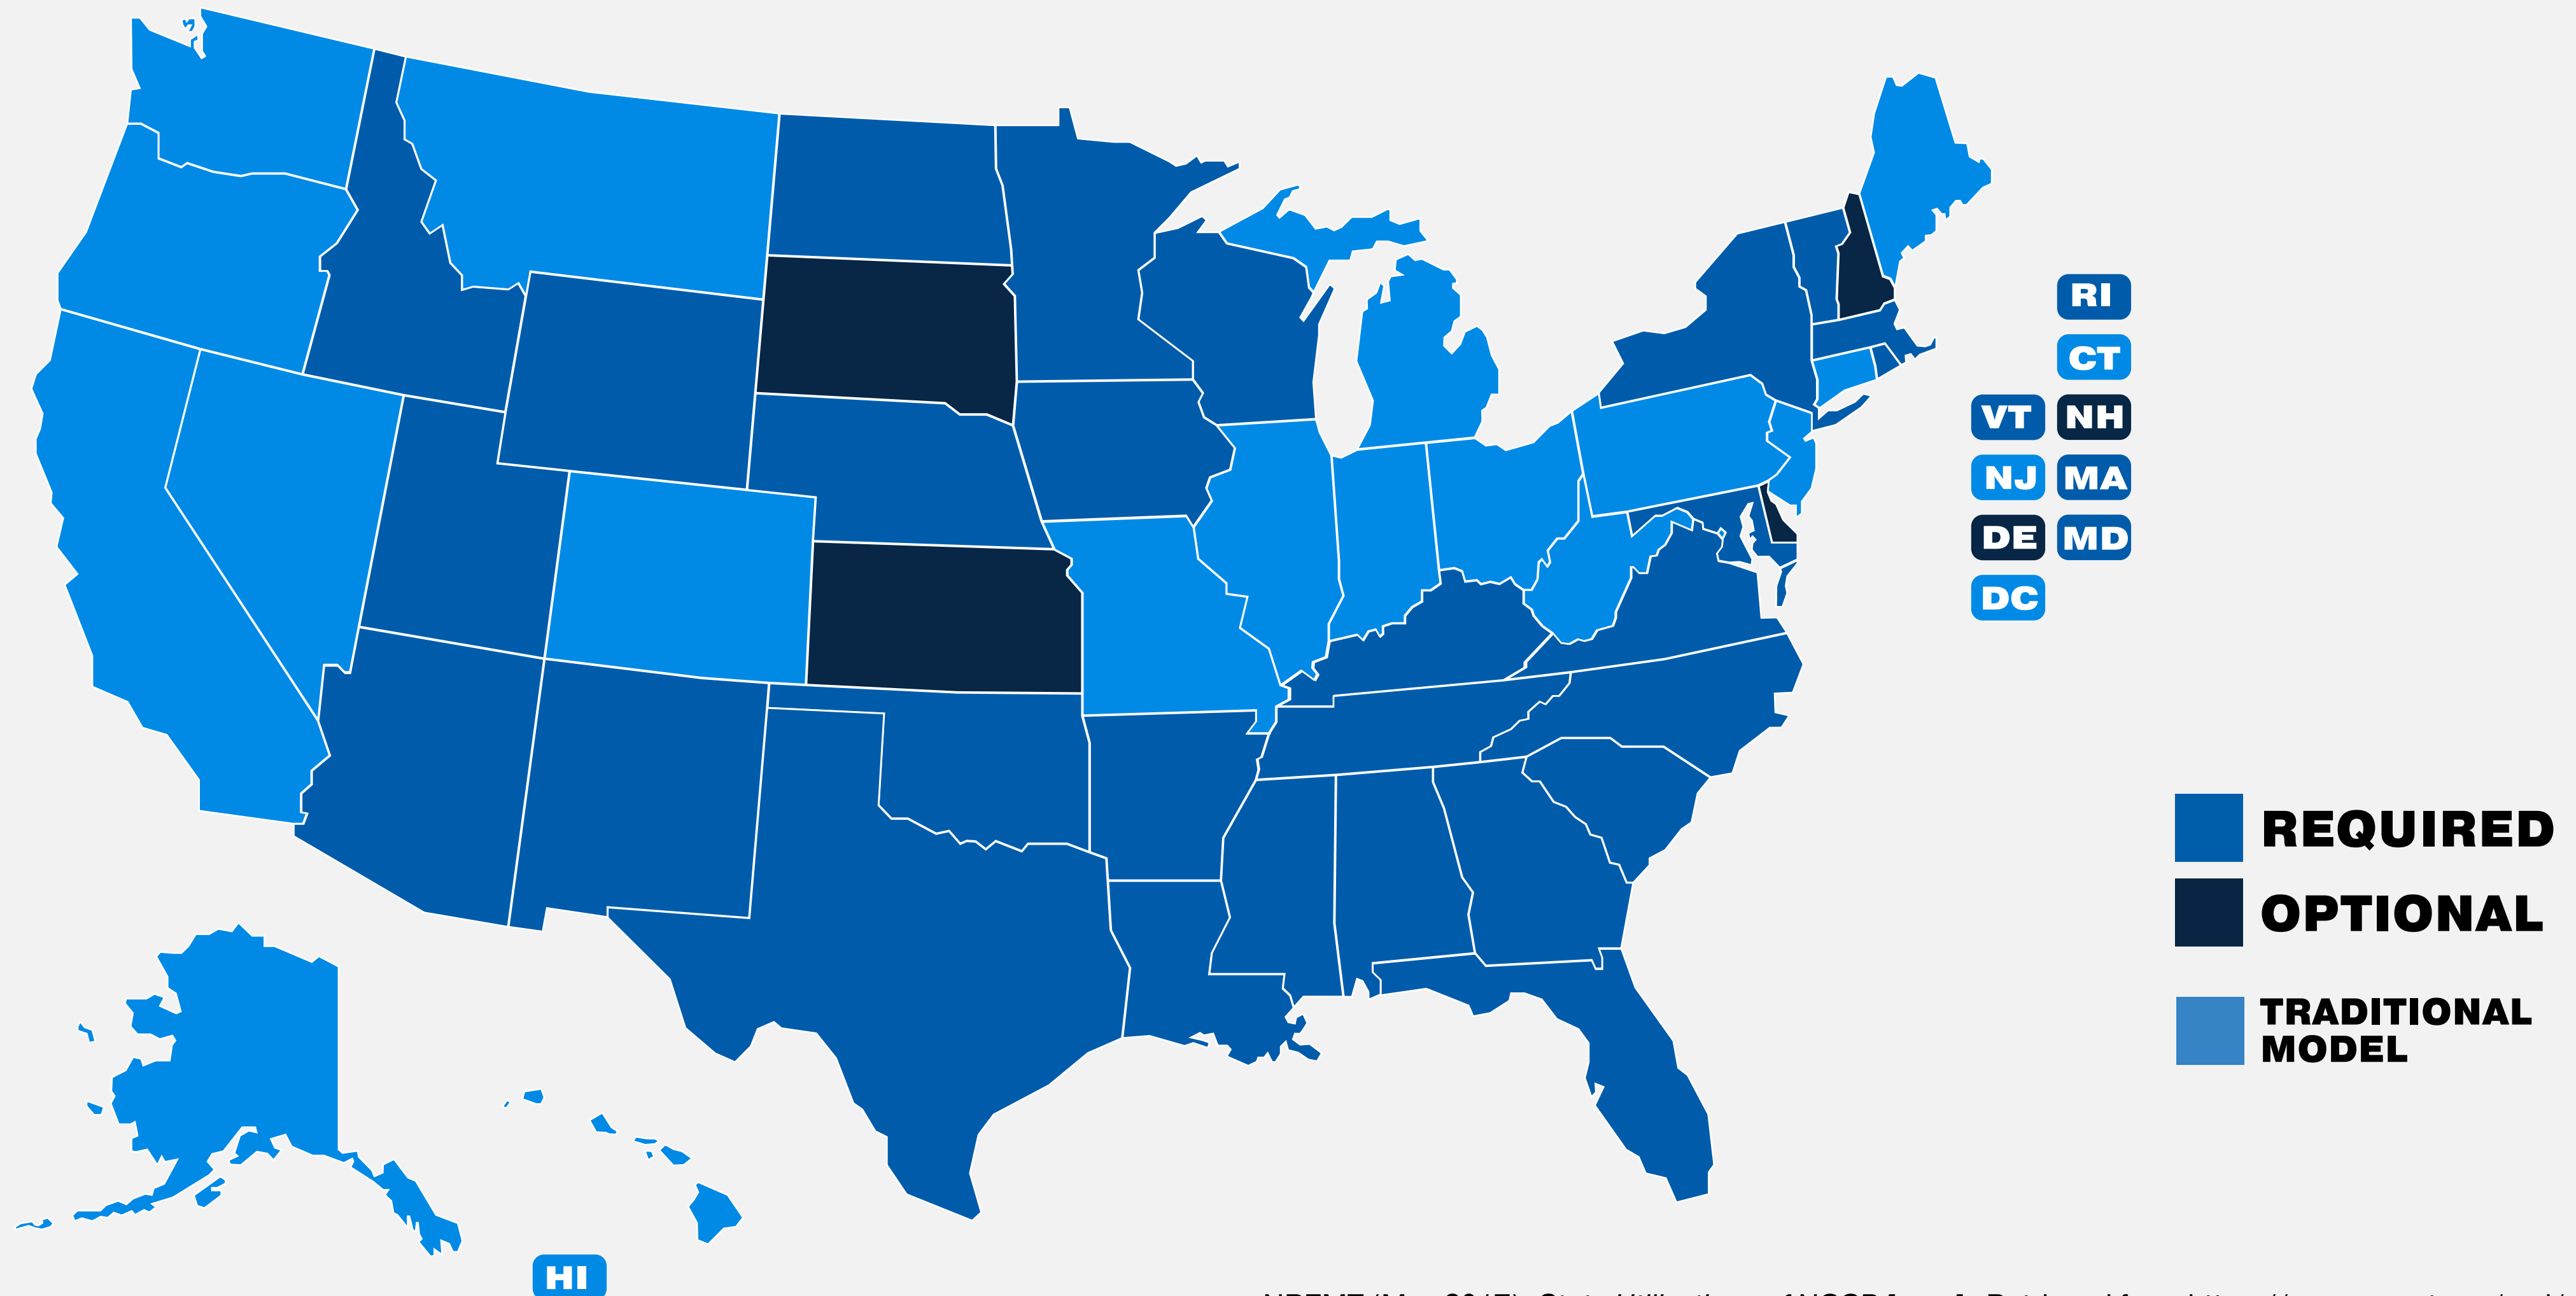 RI
CT
VT NH
NJ MA
DE MD
DC
REQUIRED
OPTIONAL
TRADITIONAL
MODEL
HI